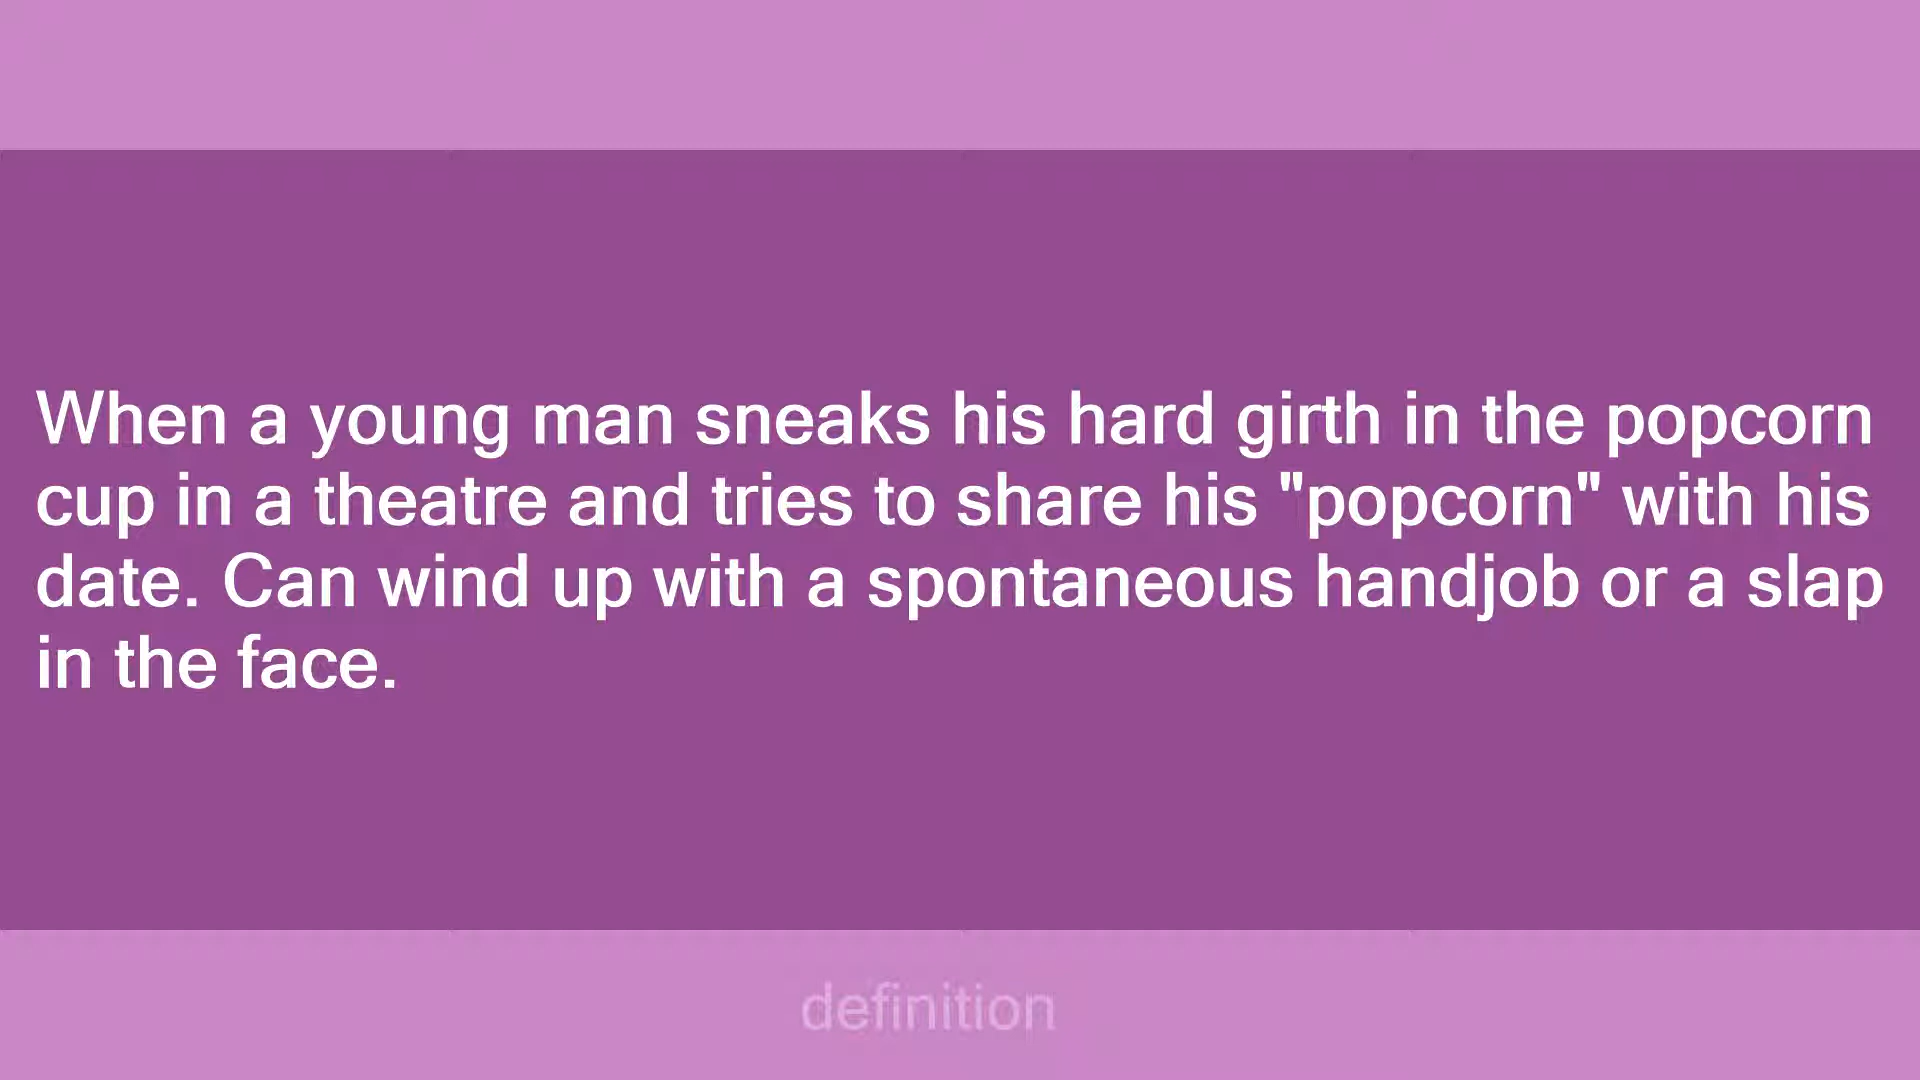 When a young man sneaks his hard girth in the popcorn
cup in a theatre and tries to share his "popcorn" with his
date. Can wind up with a spontaneous handjob or a slap
in the face.
definition